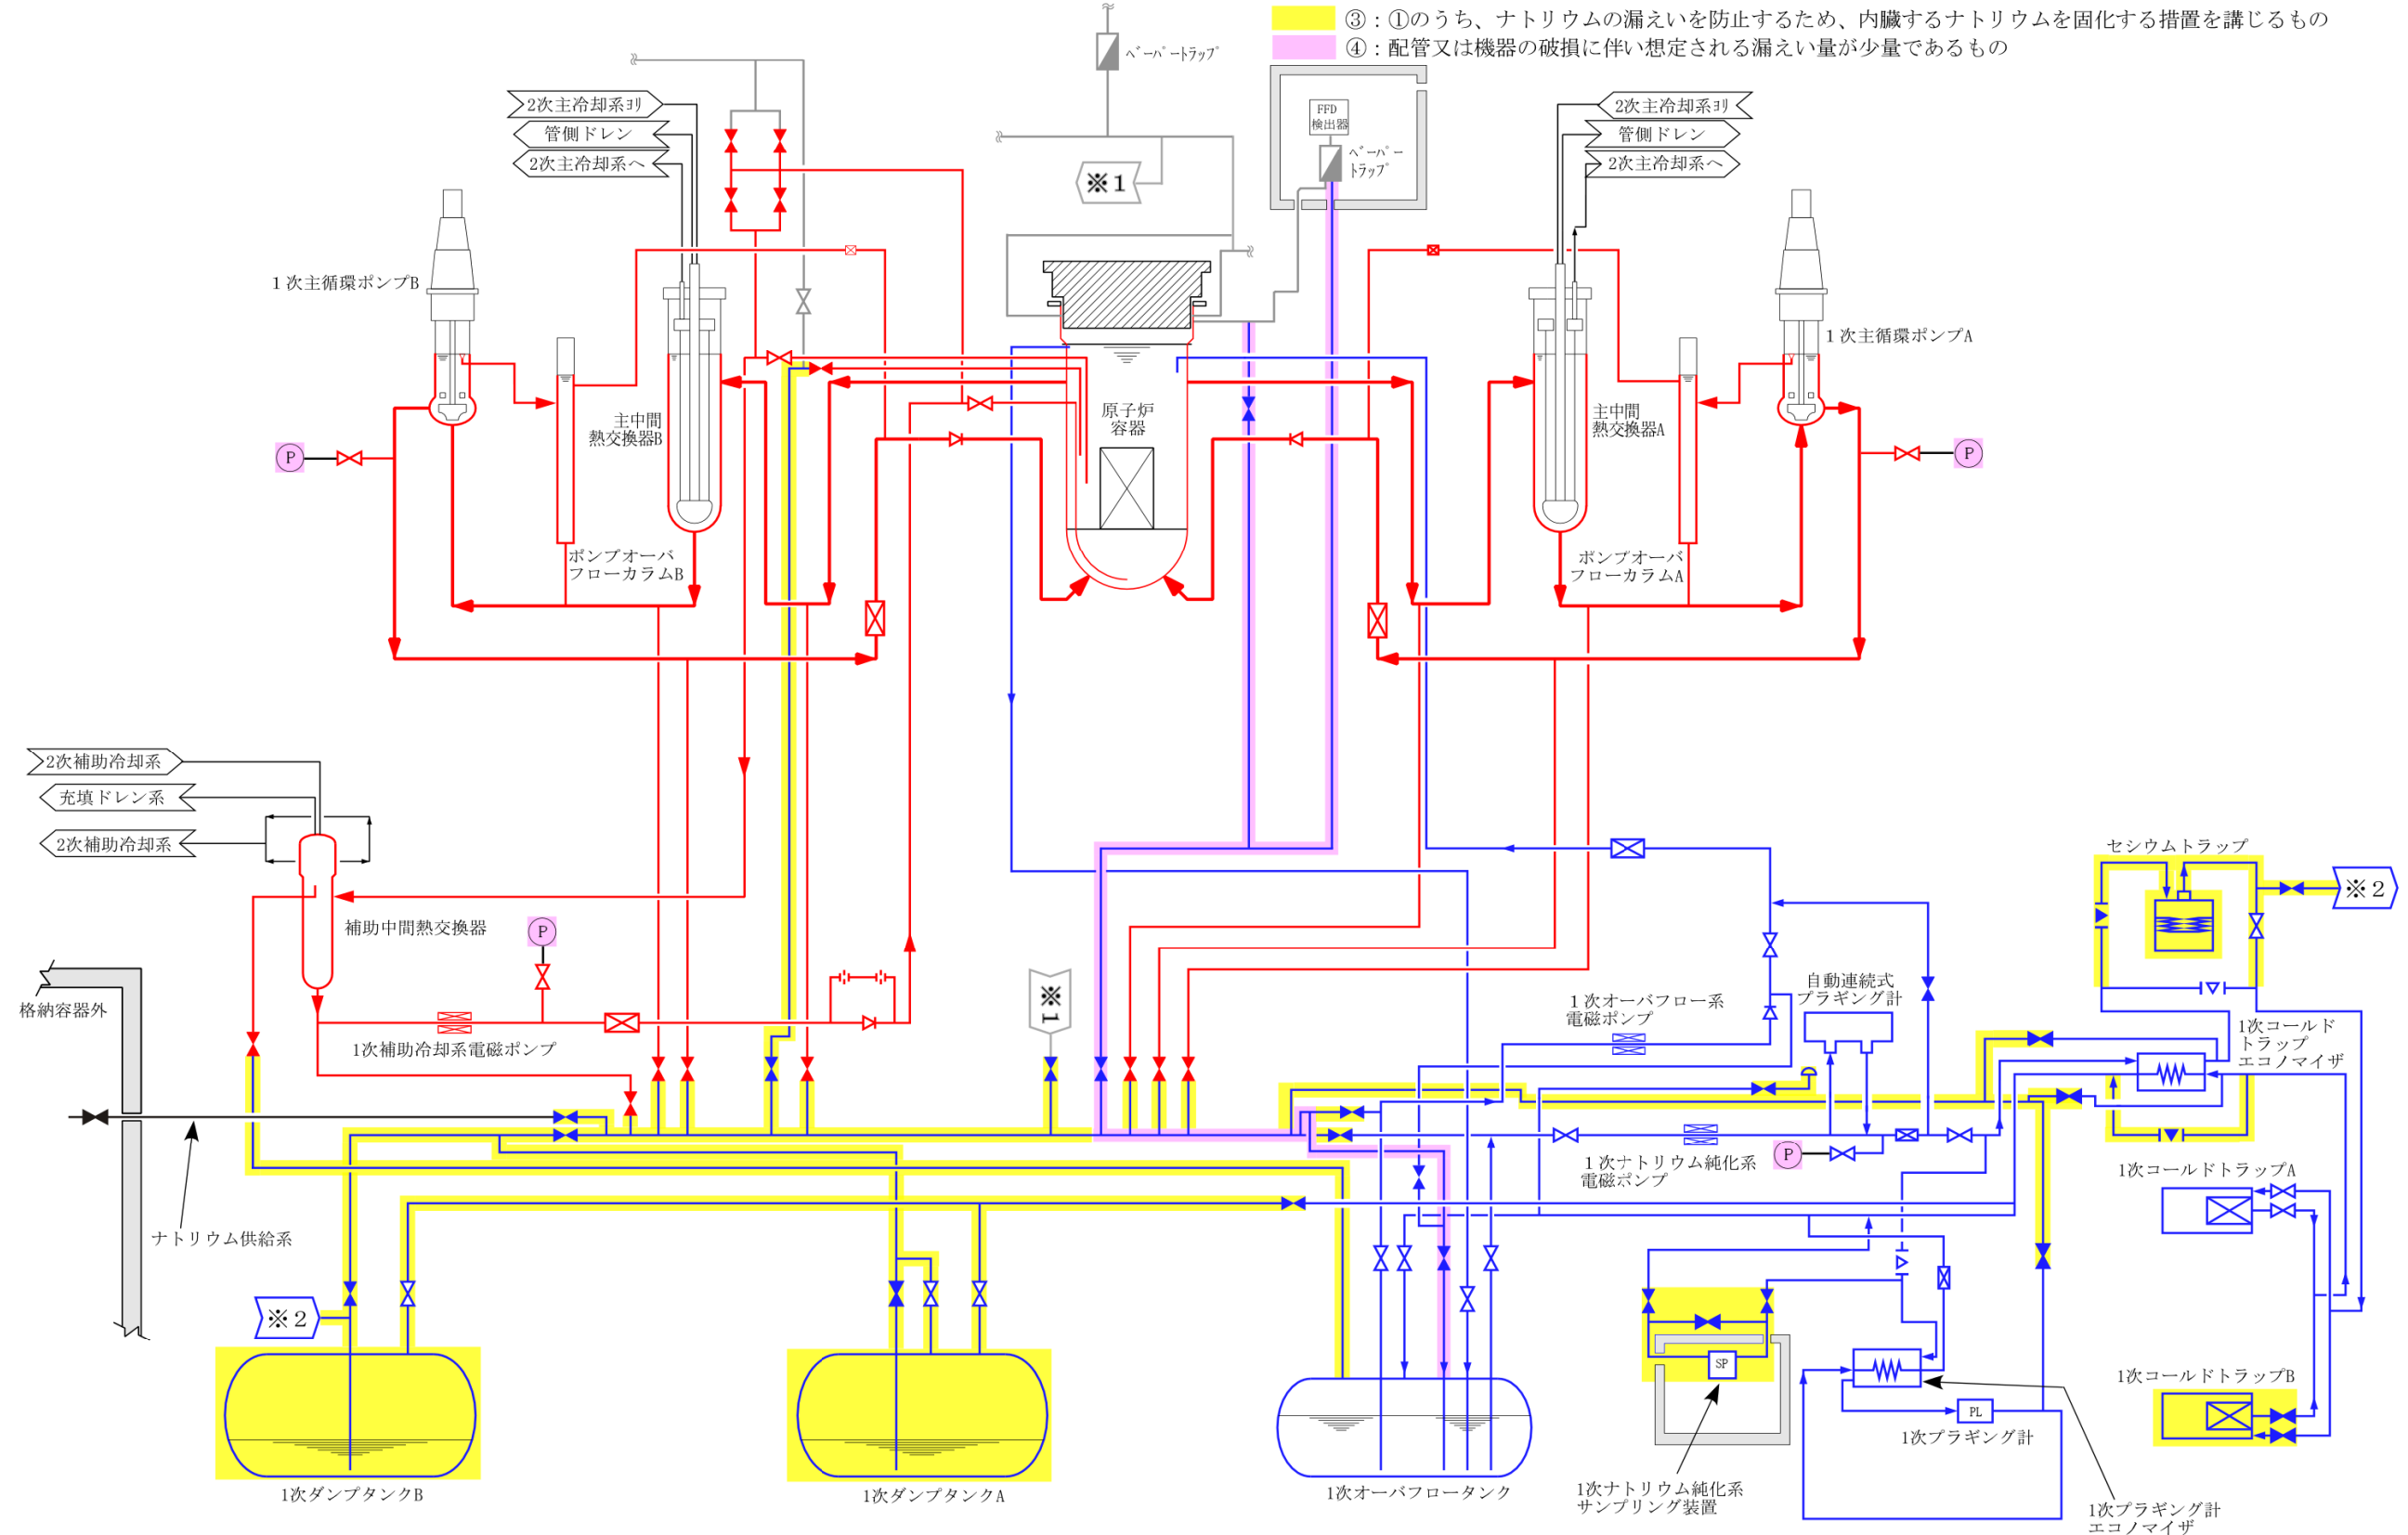 ③：①のうち、ナトリウムの漏えいを防止するため、内臓するナトリウムを固化する措置を講じるもの
④：配管又は機器の破損に伴い想定される漏えい量が少量であるもの
ベーパートラップ
FFD
検出器
ベーパー
トラップ
※1
2次主冷却系ヨリ
管側ドレン
2次主冷却系へ
2次主冷却系ヨリ
管側ドレン
2次主冷却系へ
1次主循環ポンプB
1次主循環ポンプA
主中間
熱交換器B
原子炉
容器
主中間
熱交換器A
P
P
ポンプオーバ
フローカラムB
ポンプオーバ
フローカラムA
2次補助冷却系
充填ドレン系
2次補助冷却系
補助中間熱交換器
P
格納容器外
1次補助冷却系電磁ポンプ
※1
セシウムトラップ
※2
自動連続式
プラギング計
1次オーバフロー系
電磁ポンプ
1次コールド
トラップ
エコノマイザ
P
1次ナトリウム純化系
電磁ポンプ
1次コールドトラップA
ナトリウム供給系
※2
SP
PL
1次プラギング計
1次コールドトラップB
1次ダンプタンクB
1次ダンプタンクA
1次オーバフロータンク
1次ナトリウム純化系
サンプリング装置
1次プラギング計
エコノマイザ